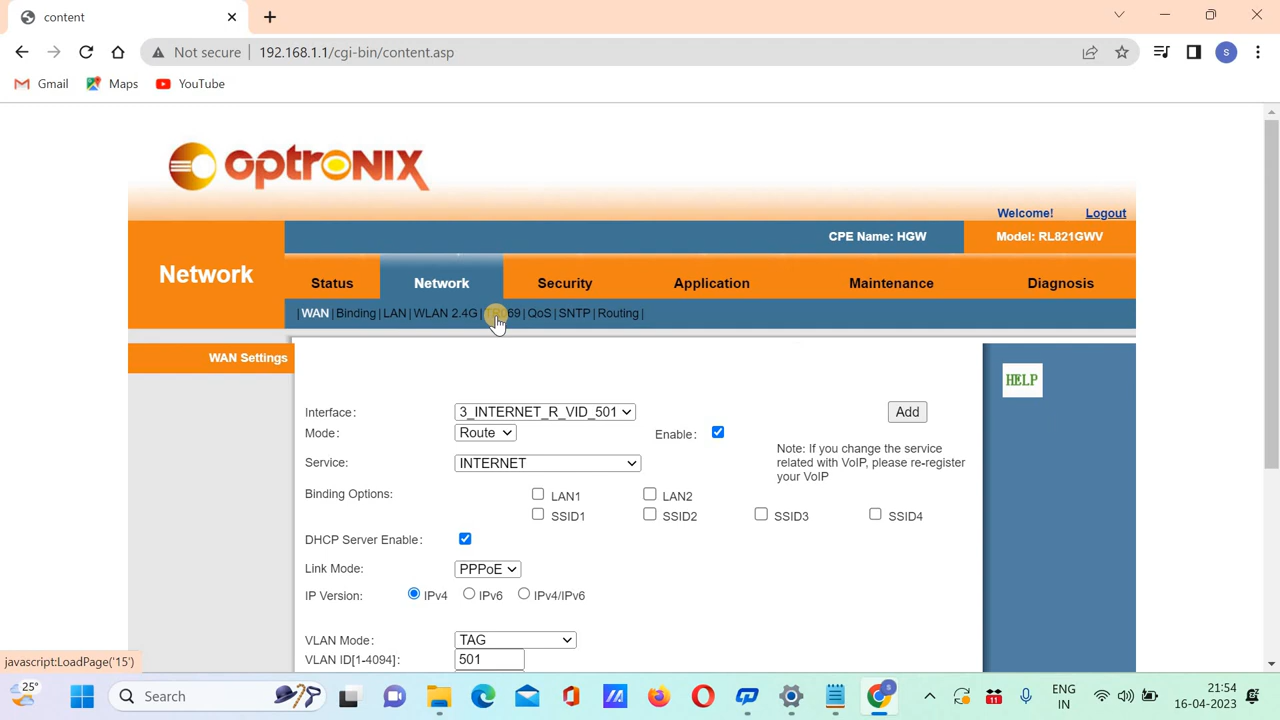 content
Not secure 192.168.1.1/cgi-bin/content.asp
S
Gmail Maps YouTube
OPTRONIX
Welcome! Logout
CPE Name: HGW Model: RL821GWV
Network Status Network Security Application Maintenance Diagnosis
|WAN |Binding |LAN |WLAN 2.4G| |QoS |SNTP |Routing |
WAN Settings
HELP
Interface: 3_INTERNET_R_VID_501 Add
Mode: Route Enable:
Note: If you change the service
related with VoIP, please re-register
your VoIP
Service: INTERNET
Binding Options: LAN1 LAN2
SSID1 SSID2 SSID3 SSID4
DHCP Server Enable:
Link Mode: PPPoE
IP Version: IPv4 IPv6 IPv4/IPv6
VLAN Mode: TAG
VLAN ID[1-4094]: 501
javascript:LoadPage('15')
25°
Search
S
11
ENG
IN
21:54
16-04-2023